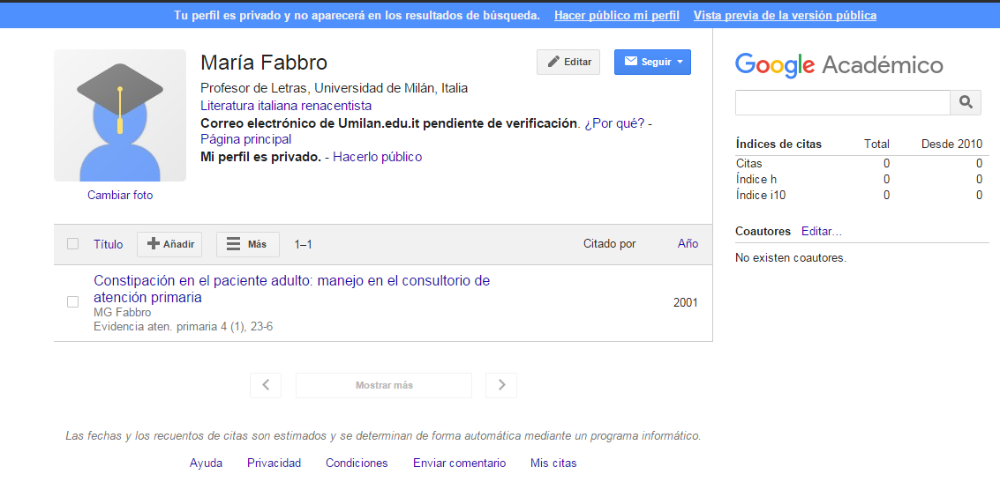 Tu perfil es privado y no aparecerá en los resultados de búsqueda. Hacer público mi perfil Vista previa de la versión pública
María Fabbro
Editar
Seguir
Profesor de Letras, Universidad de Milán, Italia
Literatura italiana renacentista
Correo electrónico de Umilan.edu.it pendiente de verificación. ¿Por qué? -
Página principal
Mi perfil es privado. - Hacerlo público
Cambiar foto
Google Académico
Índices de citas Total Desde 2010
Citas 0 0
Índice h 0 0
Índice i10 0 0
Coautores Editar...
No existen coautores.
Título Añadir Más 1–1 Citado por Año
Constipación en el paciente adulto: manejo en el consultorio de
atención primaria
MG Fabbro
Evidencia aten. primaria 4 (1), 23-6
2001
Mostrar más
Las fechas y los recuentos de citas son estimados y se determinan de forma automática mediante un programa informático.
Ayuda Privacidad Condiciones Enviar comentario Mis citas